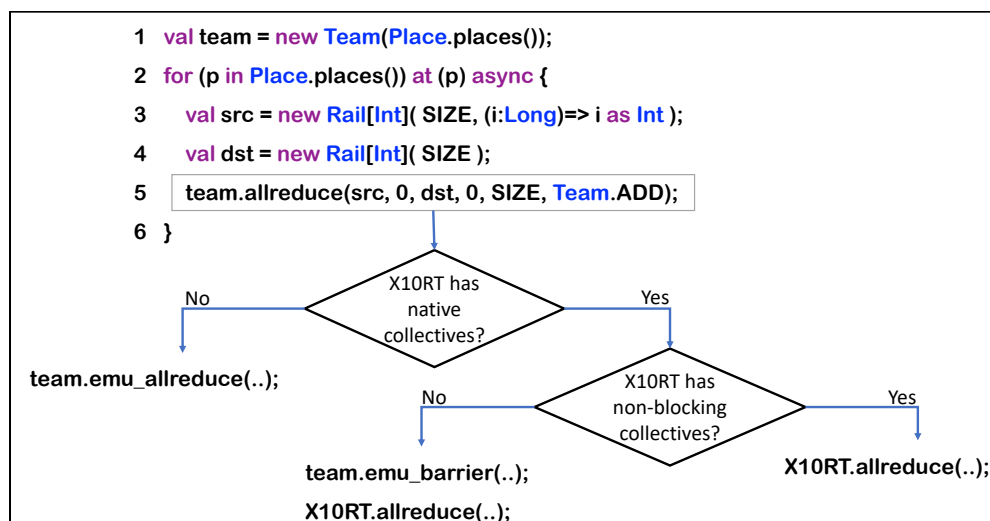 1 val team = new Team(Place.places());
2 for (p in Place.places()) at (p) async {
3 val src = new Rail[Int]( SIZE, (i:Long)=> i as Int );
4 val dst = new Rail[Int]( SIZE );
5 team.allreduce(src, 0, dst, 0, SIZE, Team.ADD);
6 }
X10RT has
native
collectives?
No
Yes
team.emu_allreduce(..);
X10RT has
non-blocking
collectives?
No
Yes
team.emu_barrier(..);
X10RT.allreduce(..);
X10RT.allreduce(..);